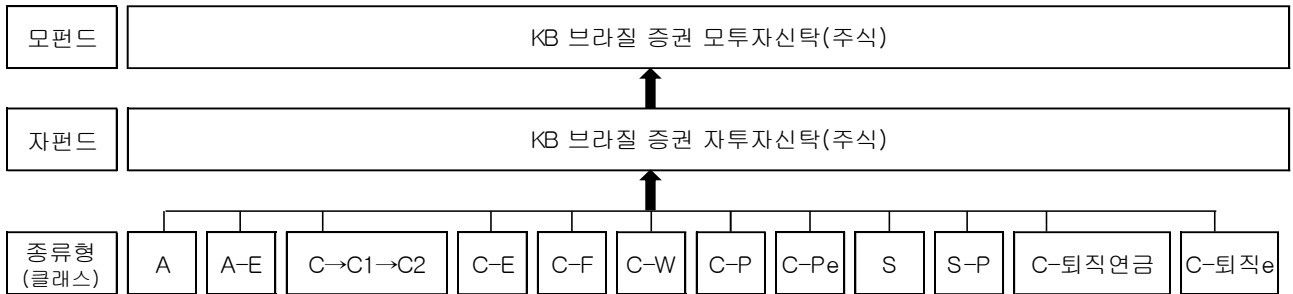 모펀드
KB 브라질 증권 모투자신탁(주식)
자펀드
KB 브라질 증권 자투자신탁(주식)
종류형
(클래스)
A
A-E
C→C1→C2
C-E
C-F
C-W
C-P
C-Pe
S
S-P
C-퇴직연금
C-퇴직e